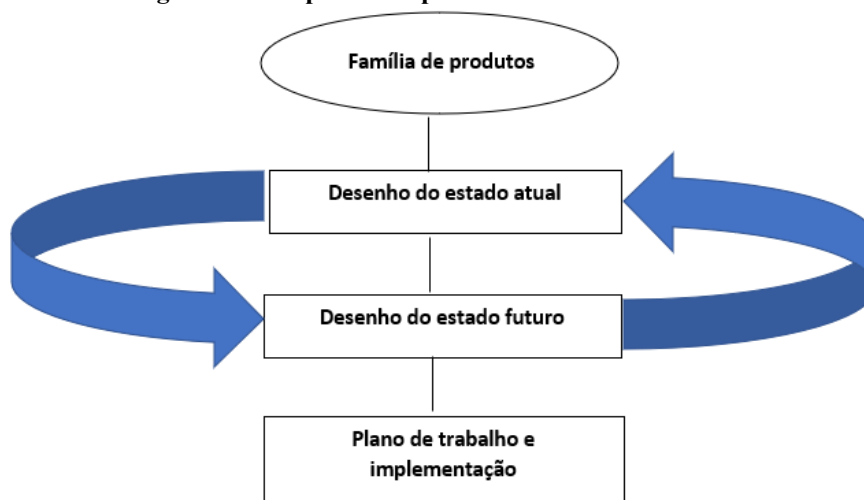 Família de produtos
Desenho do estado atual
Desenho do estado futuro
Plano de trabalho e
implementação